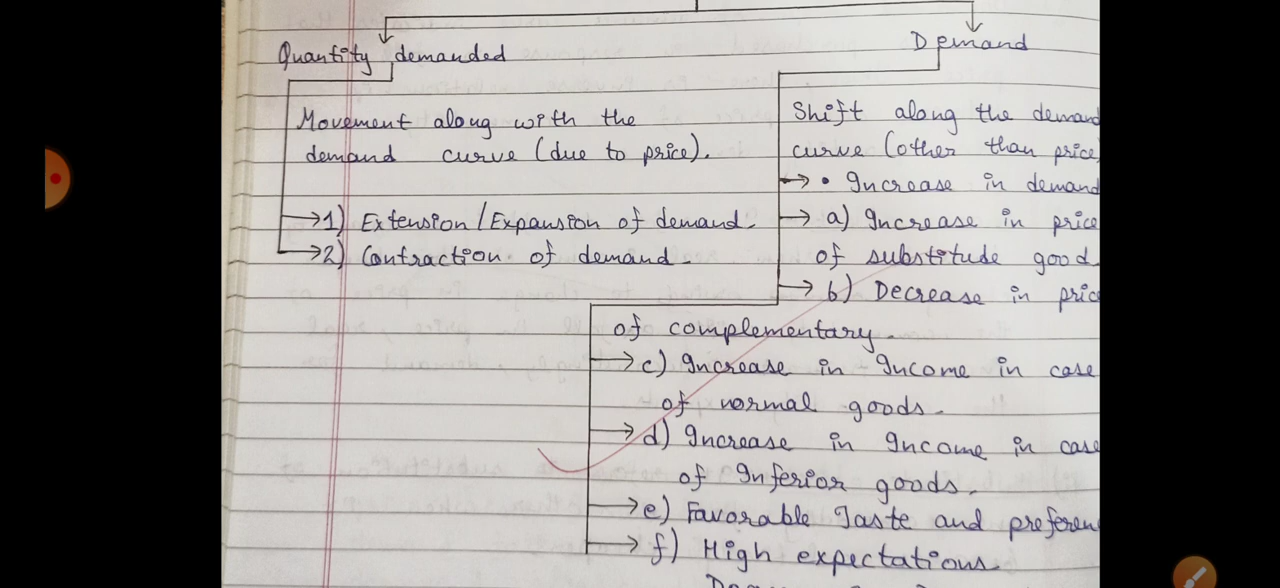 Quantity demanded
Movement along with the
demand curve (due to price).
→1) Extension/Expansion of demand.
→2) Contraction of demand.
Demand
Shift along the demand
curve (other than price)
→ • Increase in demand
→ a) Increase in price
of substitude good
→ b) Decrease in pric
of complementary.
→ c) Increase in Income in case
of normal goods.
→ d) Increase in Income in case
of Inferior goods.
→ e) Favorable Taste and preferen
→ f) High expectations.